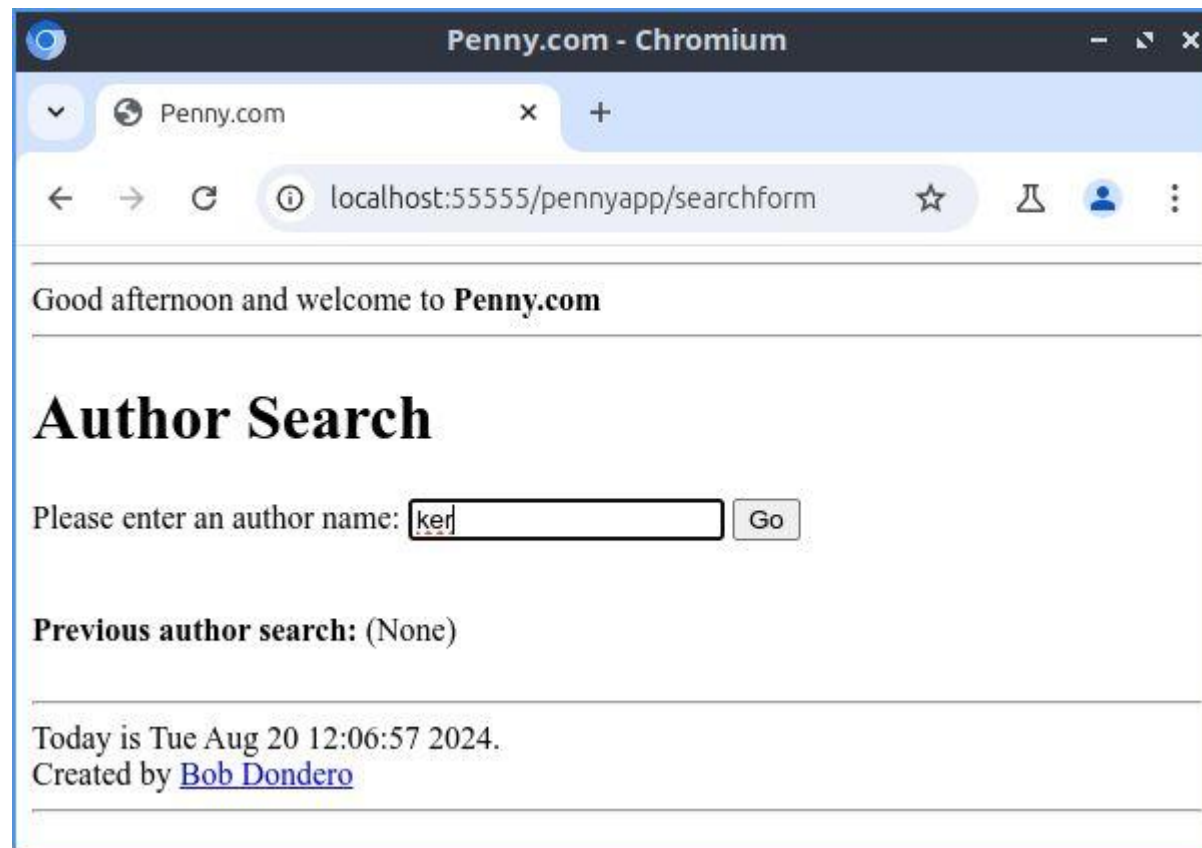 Penny.com - Chromium
Penny.com
localhost:55555/pennyapp/searchform
Good afternoon and welcome to Penny.com
Author Search
Please enter an author name: ker Go
Previous author search: (None)
Today is Tue Aug 20 12:06:57 2024.
Created by Bob Dondero